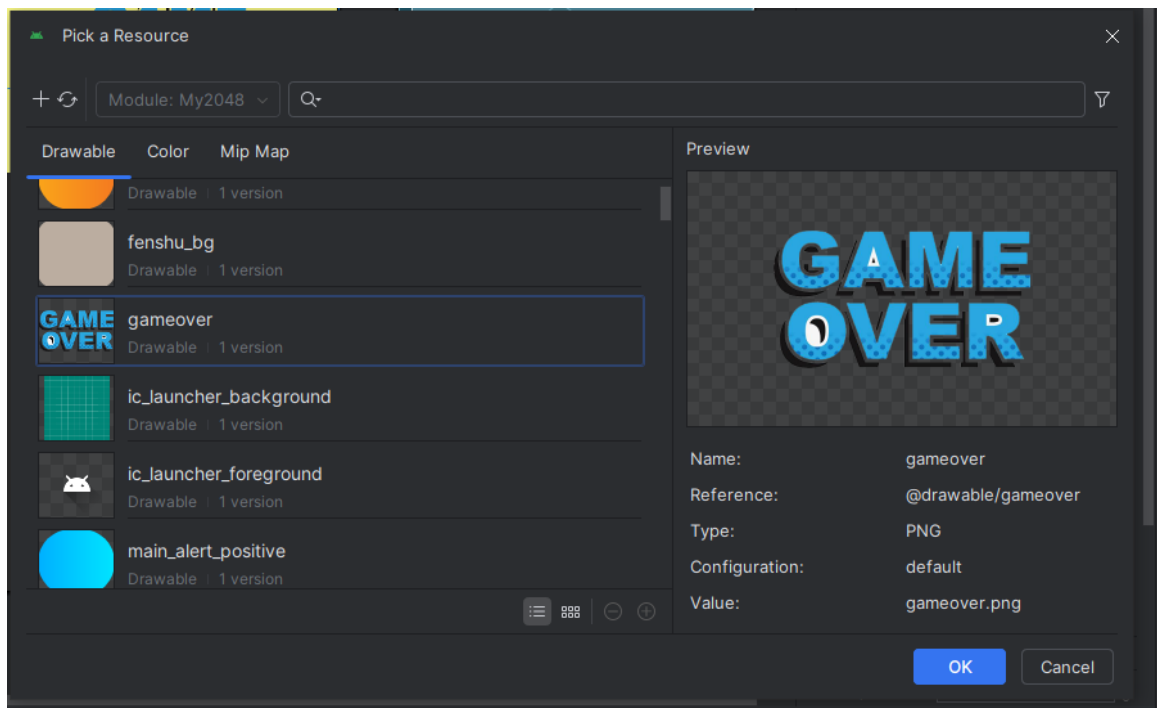 Pick a Resource
Module: My2048
Drawable Color Mip Map
Preview
Drawable 1 version
fenshu_bg
Drawable 1 version
GAME
OVER
gameover
Drawable 1 version
ic_launcher_background
Drawable 1 version
ic_launcher_foreground
Drawable 1 version
main_alert_positive
Drawable 1 version
GAME
OVER
Name: gameover
Reference: @drawable/gameover
Type: PNG
Configuration: default
Value: gameover.png
OK Cancel